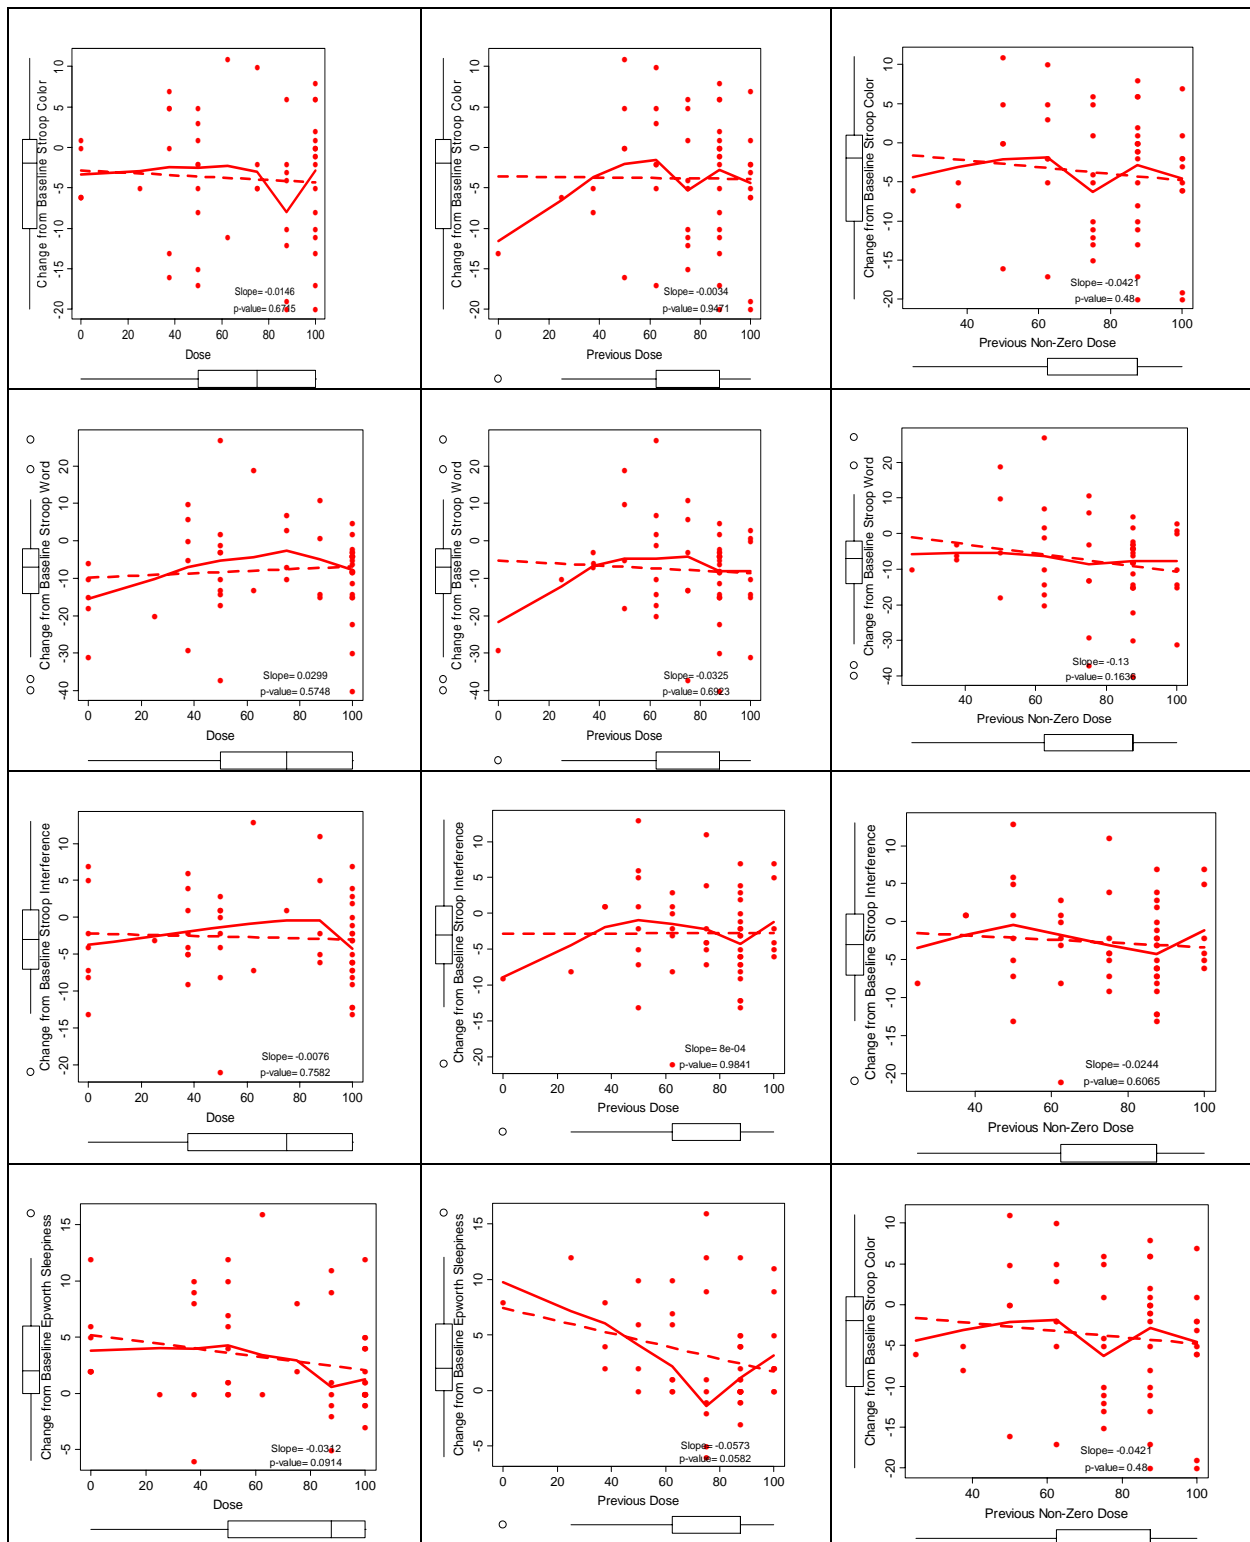 Change from Baseline Stroop Color
10
5
0
-5
-10
-15
-20
Slope= -0.0146
p-value= 0.6715
0 20 40 60 80 100
Dose
Change from Baseline Stroop Color
10
5
0
-5
-10
-15
-20
Slope= -0.0034
p-value= 0.9471
0 20 40 60 80 100
Previous Dose
Change from Baseline Stroop Color
10
5
0
-5
-10
-15
-20
Slope= -0.0421
p-value= 0.48
40 60 80 100
Previous Non-Zero Dose
Change from Baseline Stroop Word
20
10
0
-10
-20
-30
-40
Slope= 0.0299
p-value= 0.5748
0 20 40 60 80 100
Dose
Change from Baseline Stroop Word
20
10
0
-10
-20
-30
-40
Slope= -0.0325
p-value= 0.6923
0 20 40 60 80 100
Previous Dose
Change from Baseline Stroop Word
20
10
0
-10
-20
-30
-40
Slope= -0.13
p-value= 0.1636
40 60 80 100
Previous Non-Zero Dose
Change from Baseline Stroop Interference
10
5
0
-5
-10
-15
-20
Slope= -0.0076
p-value= 0.7582
0 20 40 60 80 100
Dose
Change from Baseline Stroop Interference
10
5
0
-5
-10
-15
-20
Slope= 8e-04
p-value= 0.9841
0 20 40 60 80 100
Previous Dose
Change from Baseline Stroop Interference
10
5
0
-5
-10
-15
-20
Slope= -0.0244
p-value= 0.6065
40 60 80 100
Previous Non-Zero Dose
Change from Baseline Epworth Sleepiness
15
10
5
0
-5
Slope= -0.0312
p-value= 0.0914
0 20 40 60 80 100
Dose
Change from Baseline Epworth Sleepiness
15
10
5
0
-5
Slope= -0.0573
p-value= 0.0582
0 20 40 60 80 100
Previous Dose
Change from Baseline Stroop Color
10
5
0
-5
-10
-15
-20
Slope= -0.0421
p-value= 0.48
40 60 80 100
Previous Non-Zero Dose